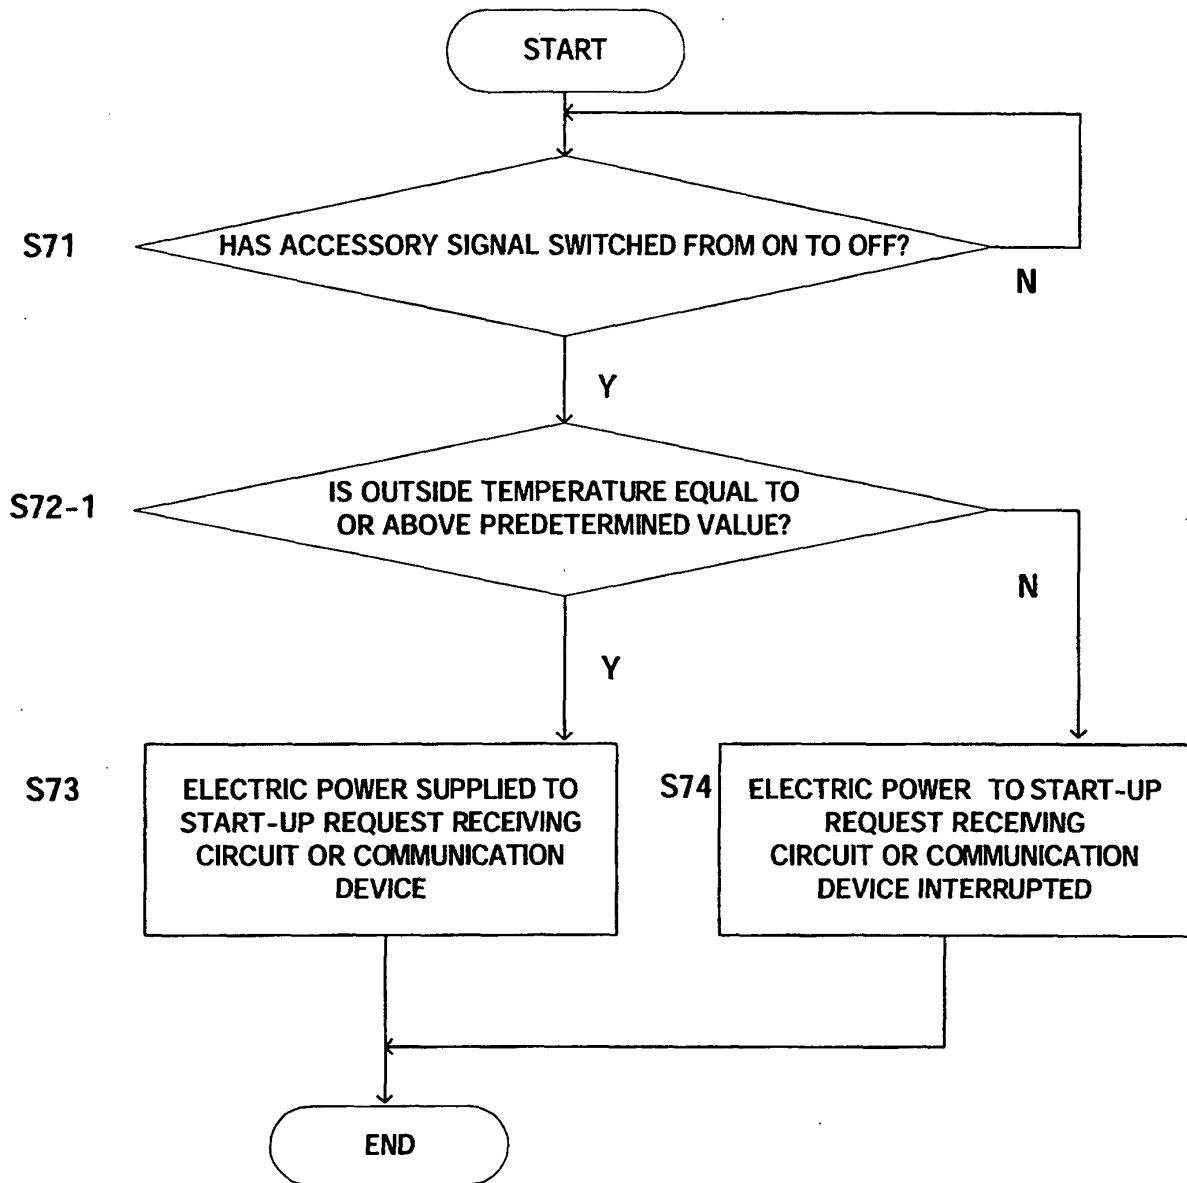 START
S71
HAS ACCESSORY SIGNAL SWITCHED FROM ON TO OFF?
N
Y
S72-1
IS OUTSIDE TEMPERATURE EQUAL TO
OR ABOVE PREDETERMINED VALUE?
N
Y
S73
ELECTRIC POWER SUPPLIED TO
START-UP REQUEST RECEIVING
CIRCUIT OR COMMUNICATION
DEVICE
S74
ELECTRIC POWER TO START-UP
REQUEST RECEIVING
CIRCUIT OR COMMUNICATION
DEVICE INTERRUPTED
END